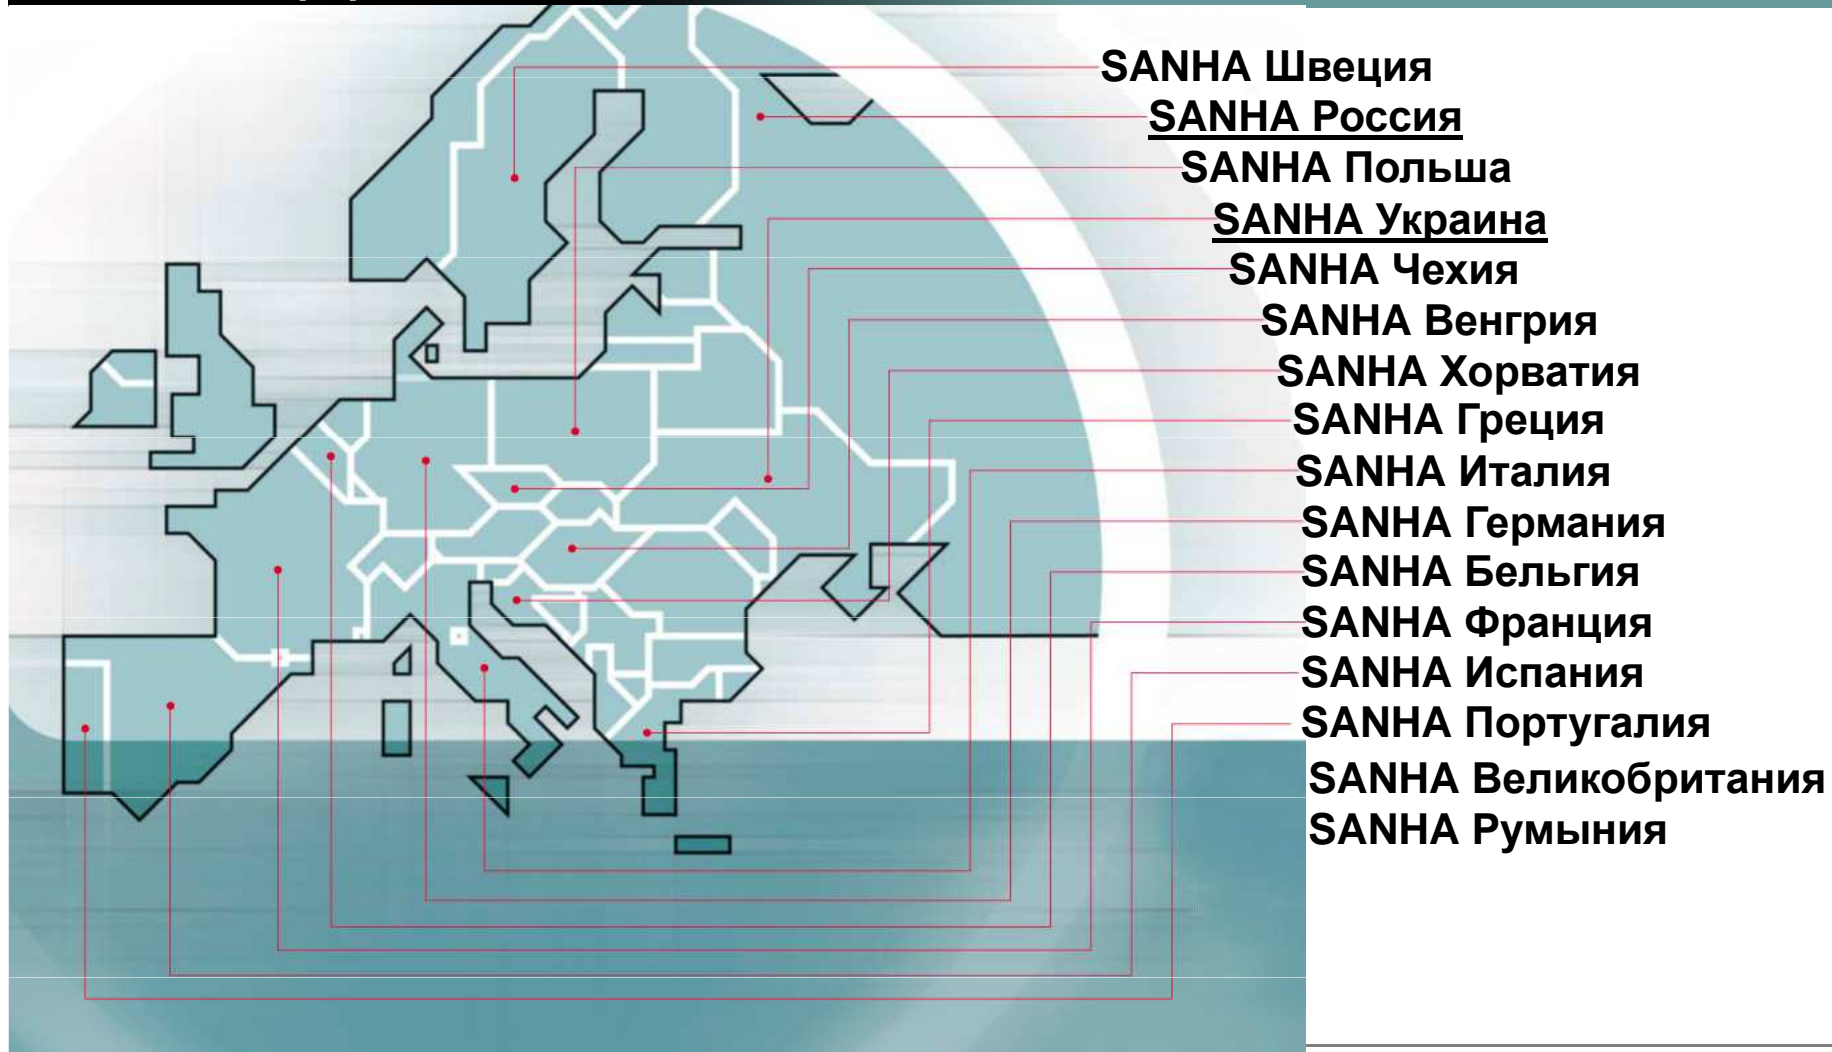 SANHA Швеция
SANHA Россия
SANHA Польша
SANHA Украина
SANHA Чехия
SANHA Венгрия
SANHA Хорватия
SANHA Греция
SANHA Италия
SANHA Германия
SANHA Бельгия
SANHA Франция
SANHA Испания
SANHA Португалия
SANHA Великобритания
SANHA Румыния